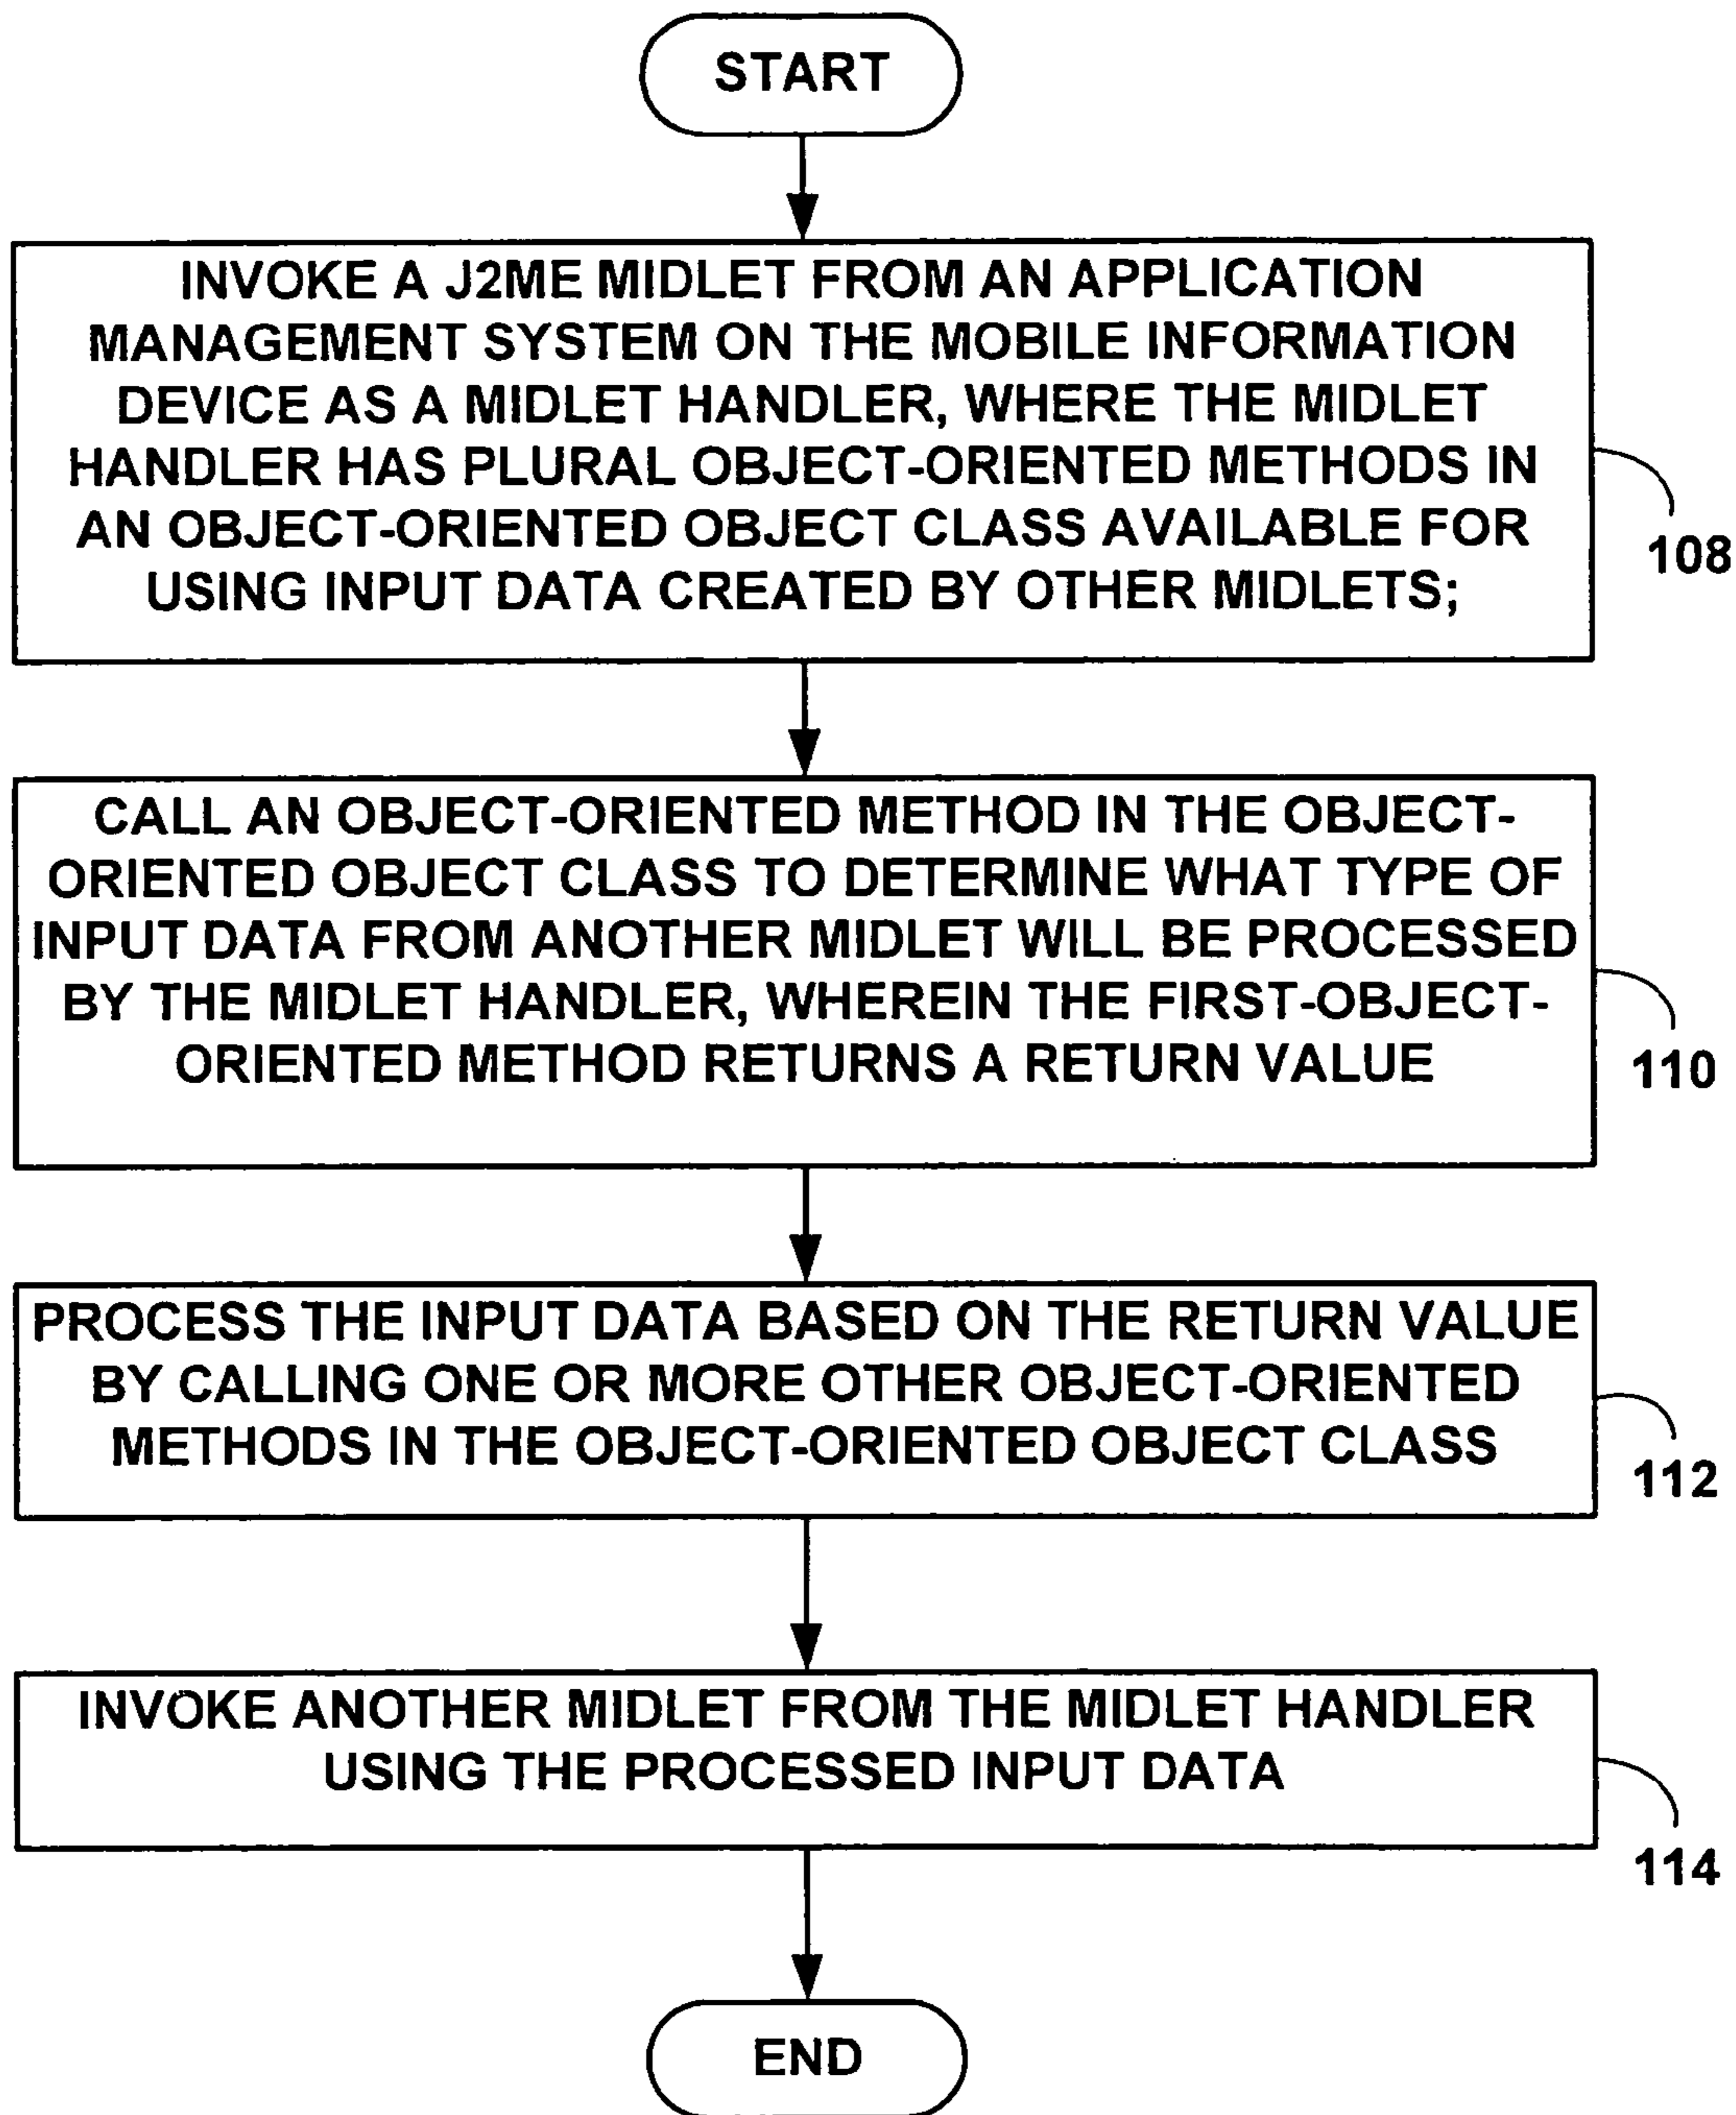 START
INVOKE A J2ME MIDLET FROM AN APPLICATION
MANAGEMENT SYSTEM ON THE MOBILE INFORMATION
DEVICE AS A MIDLET HANDLER, WHERE THE MIDLET
HANDLER HAS PLURAL OBJECT-ORIENTED METHODS IN
AN OBJECT-ORIENTED OBJECT CLASS AVAILABLE FOR
USING INPUT DATA CREATED BY OTHER MIDLETS;
108
CALL AN OBJECT-ORIENTED METHOD IN THE OBJECT-
ORIENTED OBJECT CLASS TO DETERMINE WHAT TYPE OF
INPUT DATA FROM ANOTHER MIDLET WILL BE PROCESSED
BY THE MIDLET HANDLER, WHEREIN THE FIRST-OBJECT-
ORIENTED METHOD RETURNS A RETURN VALUE
110
PROCESS THE INPUT DATA BASED ON THE RETURN VALUE
BY CALLING ONE OR MORE OTHER OBJECT-ORIENTED
METHODS IN THE OBJECT-ORIENTED OBJECT CLASS
112
INVOKE ANOTHER MIDLET FROM THE MIDLET HANDLER
USING THE PROCESSED INPUT DATA
114
END